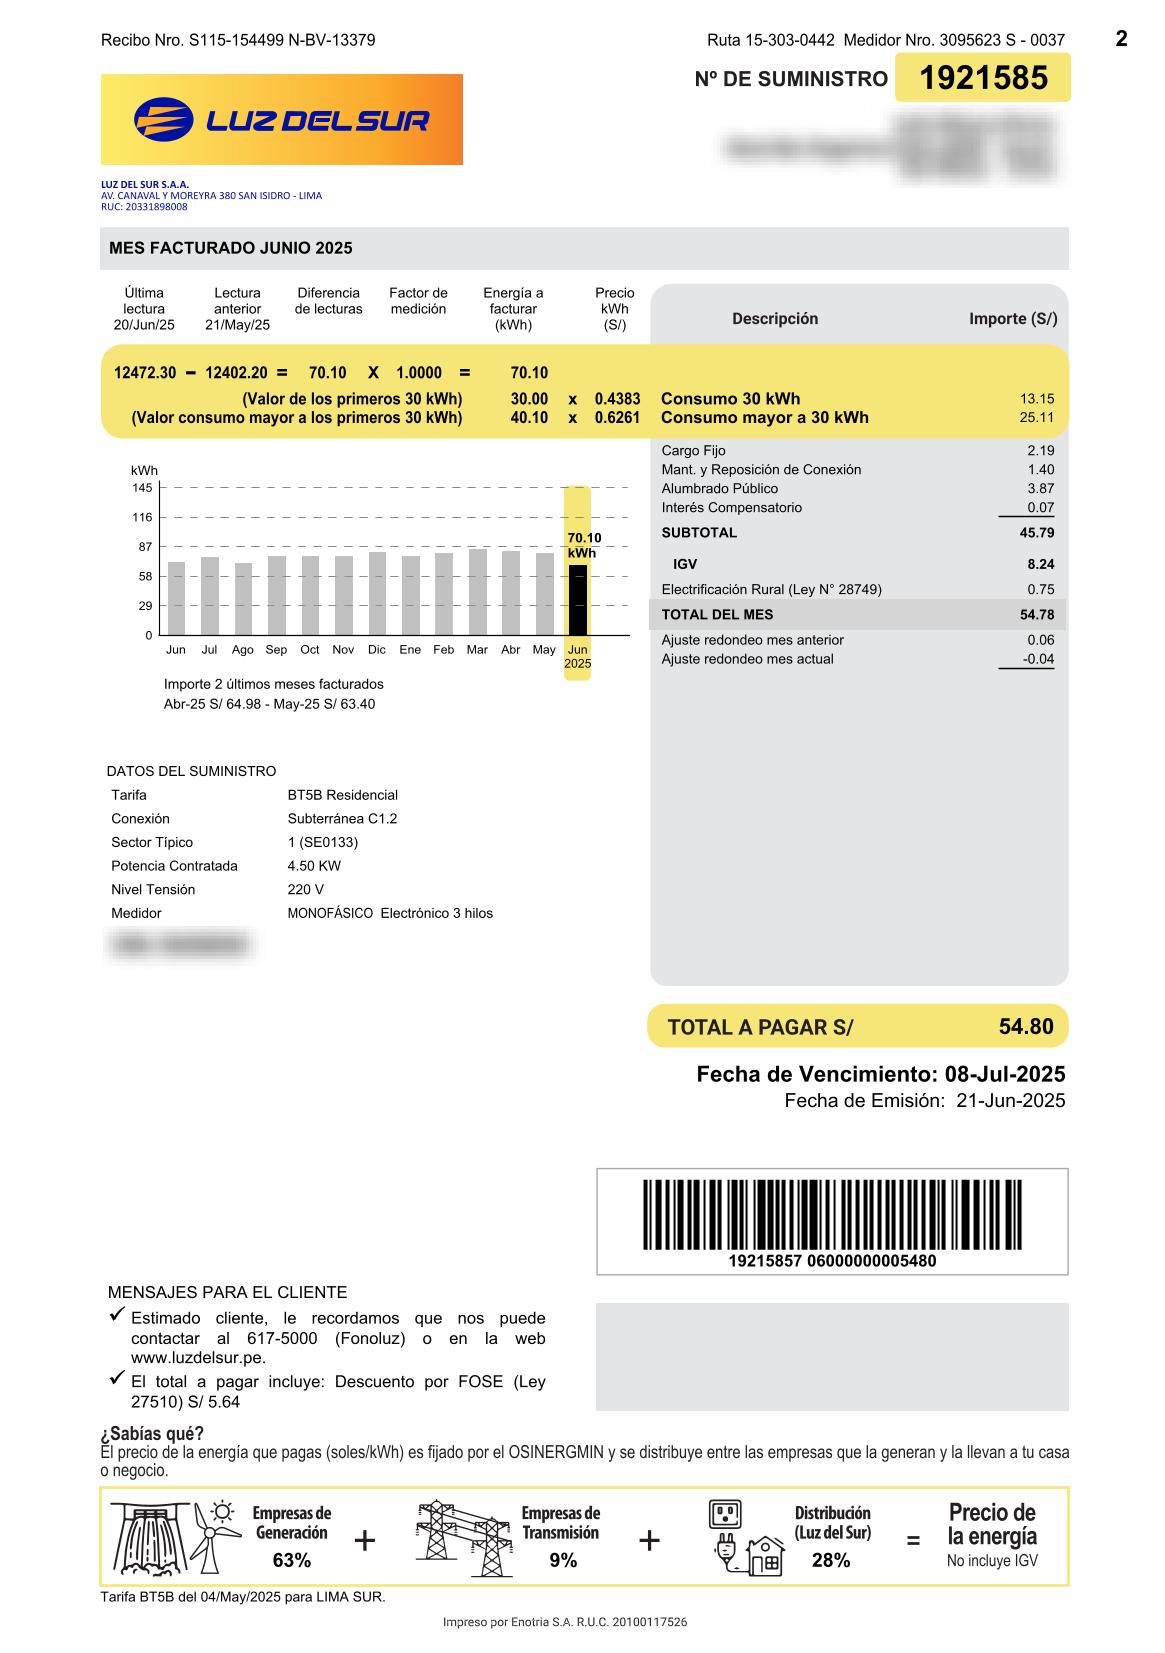 Recibo Nro. S115-154499 N-BV-13379
Ruta 15-303-0442 Medidor Nro. 3095623 S - 0037
2
Nº DE SUMINISTRO 1921585
LUZ DEL SUR
LUZ DEL SUR S.A.A.
AV. CANAVAL Y MOREYRA 380 SAN ISIDRO - LIMA
RUC: 20331898008
MES FACTURADO JUNIO 2025
Última lectura 20/Jun/25
Lectura anterior 21/May/25
Diferencia de lecturas
Factor de medición
Energía a facturar (kWh)
Precio kWh (S/)
Descripción Importe (S/)
12472.30 – 12402.20 = 70.10 X 1.0000 = 70.10
(Valor de los primeros 30 kWh) 30.00 x 0.4383 Consumo 30 kWh 13.15
(Valor consumo mayor a los primeros 30 kWh) 40.10 x 0.6261 Consumo mayor a 30 kWh 25.11
Cargo Fijo 2.19
Mant. y Reposición de Conexión 1.40
Alumbrado Público 3.87
Interés Compensatorio 0.07
SUBTOTAL 45.79
IGV 8.24
Electrificación Rural (Ley N° 28749) 0.75
TOTAL DEL MES 54.78
Ajuste redondeo mes anterior 0.06
Ajuste redondeo mes actual -0.04
kWh
145
116
87
58
29
0
70.10
kWh
Jun Jul Ago Sep Oct Nov Dic Ene Feb Mar Abr May Jun
2025
Importe 2 últimos meses facturados
Abr-25 S/ 64.98 - May-25 S/ 63.40
DATOS DEL SUMINISTRO
Tarifa BT5B Residencial
Conexión Subterránea C1.2
Sector Típico 1 (SE0133)
Potencia Contratada 4.50 KW
Nivel Tensión 220 V
Medidor MONOFÁSICO Electrónico 3 hilos
TOTAL A PAGAR S/ 54.80
Fecha de Vencimiento: 08-Jul-2025
Fecha de Emisión: 21-Jun-2025
19215857 06000000005480
MENSAJES PARA EL CLIENTE
✓ Estimado cliente, le recordamos que nos puede
contactar al 617-5000 (Fonoluz) o en la web
www.luzdelsur.pe.
✓ El total a pagar incluye: Descuento por FOSE (Ley
27510) S/ 5.64
¿Sabías qué?
El precio de la energía que pagas (soles/kWh) es fijado por el OSINERGMIN y se distribuye entre las empresas que la generan y la llevan a tu casa
o negocio.
Empresas de
Generación
63%
+
Empresas de
Transmisión
9%
+
Distribución
(Luz del Sur)
28%
=
Precio de
la energía
No incluye IGV
Tarifa BT5B del 04/May/2025 para LIMA SUR.
Impreso por Enotria S.A. R.U.C. 20100117526